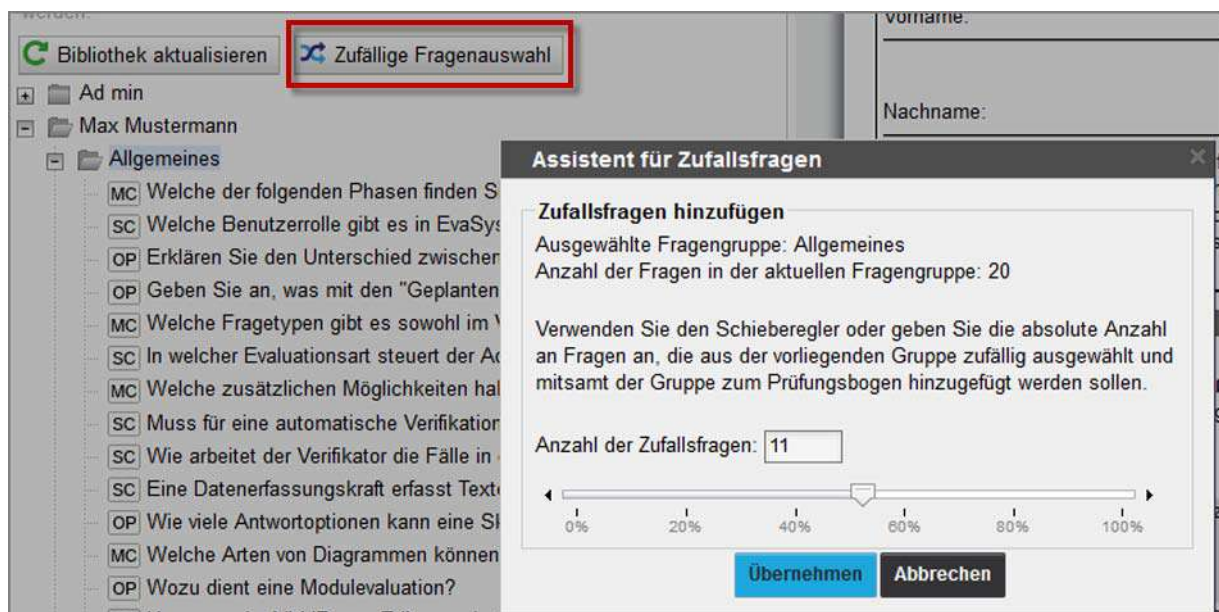 werden.
Bibliothek aktualisieren
Zufällige Fragenauswahl
Ad min
Max Mustermann
Allgemeines
MC Welche der folgenden Phasen finden S
SC Welche Benutzerrolle gibt es in EvaSys
OP Erklären Sie den Unterschied zwischen
OP Geben Sie an, was mit den "Geplanten
MC Welche Fragetypen gibt es sowohl im V
SC In welcher Evaluationsart steuert der Ad
MC Welche zusätzlichen Möglichkeiten hab
SC Muss für eine automatische Verifikation
SC Wie arbeitet der Verifikator die Fälle in
SC Eine Datenerfassungskraft erfasst Texte
OP Wie viele Antwortoptionen kann eine Sk
MC Welche Arten von Diagrammen können
OP Wozu dient eine Modulevaluation?
Vorname:
Nachname:
Assistent für Zufallsfragen
Zufallsfragen hinzufügen
Ausgewählte Fragengruppe: Allgemeines
Anzahl der Fragen in der aktuellen Fragengruppe: 20
Verwenden Sie den Schieberegler oder geben Sie die absolute Anzahl
an Fragen an, die aus der vorliegenden Gruppe zufällig ausgewählt und
mitsamt der Gruppe zum Prüfungsbogen hinzugefügt werden sollen.
Anzahl der Zufallsfragen: 11
0% 20% 40% 60% 80% 100%
Übernehmen Abbrechen